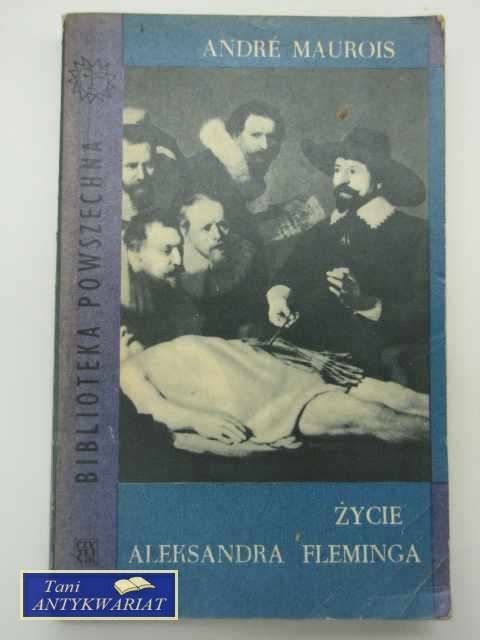 ANDRÉ MAUROIS
BIBLIOTEKA POWSZECHNA
ŻYCIE
ALEKSANDRA FLEMINGA
Tani
ANTYKWARIAT